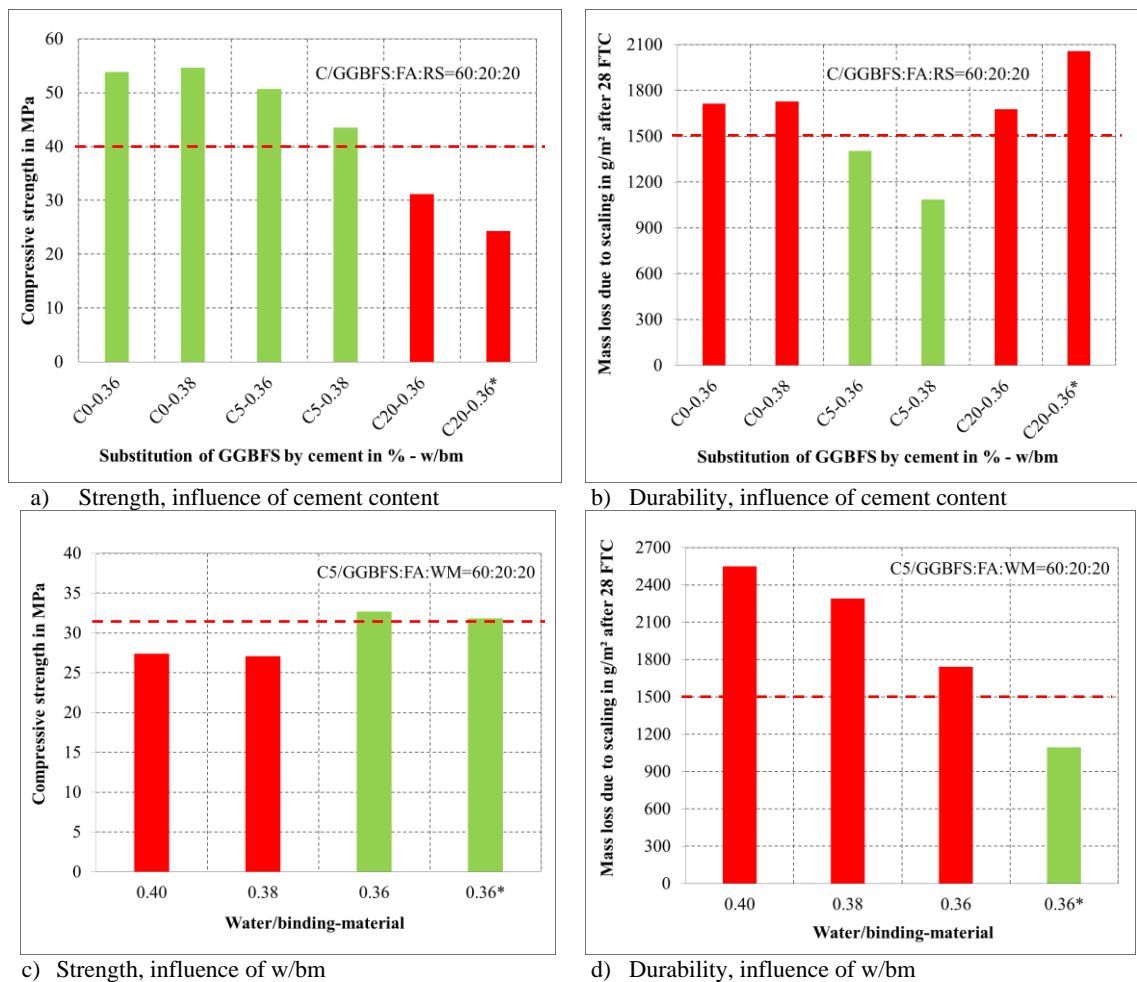 60
50
40
30
20
10
0
Compressive strength in MPa
C/GGBFS:FA:RS=60:20:20
C0-0.36
C0-0.38
C5-0.36
C5-0.38
C20-0.36
C20-0.36*
Substitution of GGBFS by cement in % - w/bm
a) Strength, influence of cement content
2100
1800
1500
1200
900
600
300
0
Mass loss due to scaling in g/m² after 28 FTC
C/GGBFS:FA:RS=60:20:20
C0-0.36
C0-0.38
C5-0.36
C5-0.38
C20-0.36
C20-0.36*
Substitution of GGBFS by cement in % - w/bm
b) Durability, influence of cement content
40
35
30
25
20
15
10
5
0
Compressive strength in MPa
C5/GGBFS:FA:WM=60:20:20
0.40
0.38
0.36
0.36*
Water/binding-material
c) Strength, influence of w/bm
2700
2400
2100
1800
1500
1200
900
600
300
0
Mass loss due to scaling in g/m² after 28 FTC
C5/GGBFS:FA:WM=60:20:20
0.40
0.38
0.36
0.36*
Water/binding-material
d) Durability, influence of w/bm